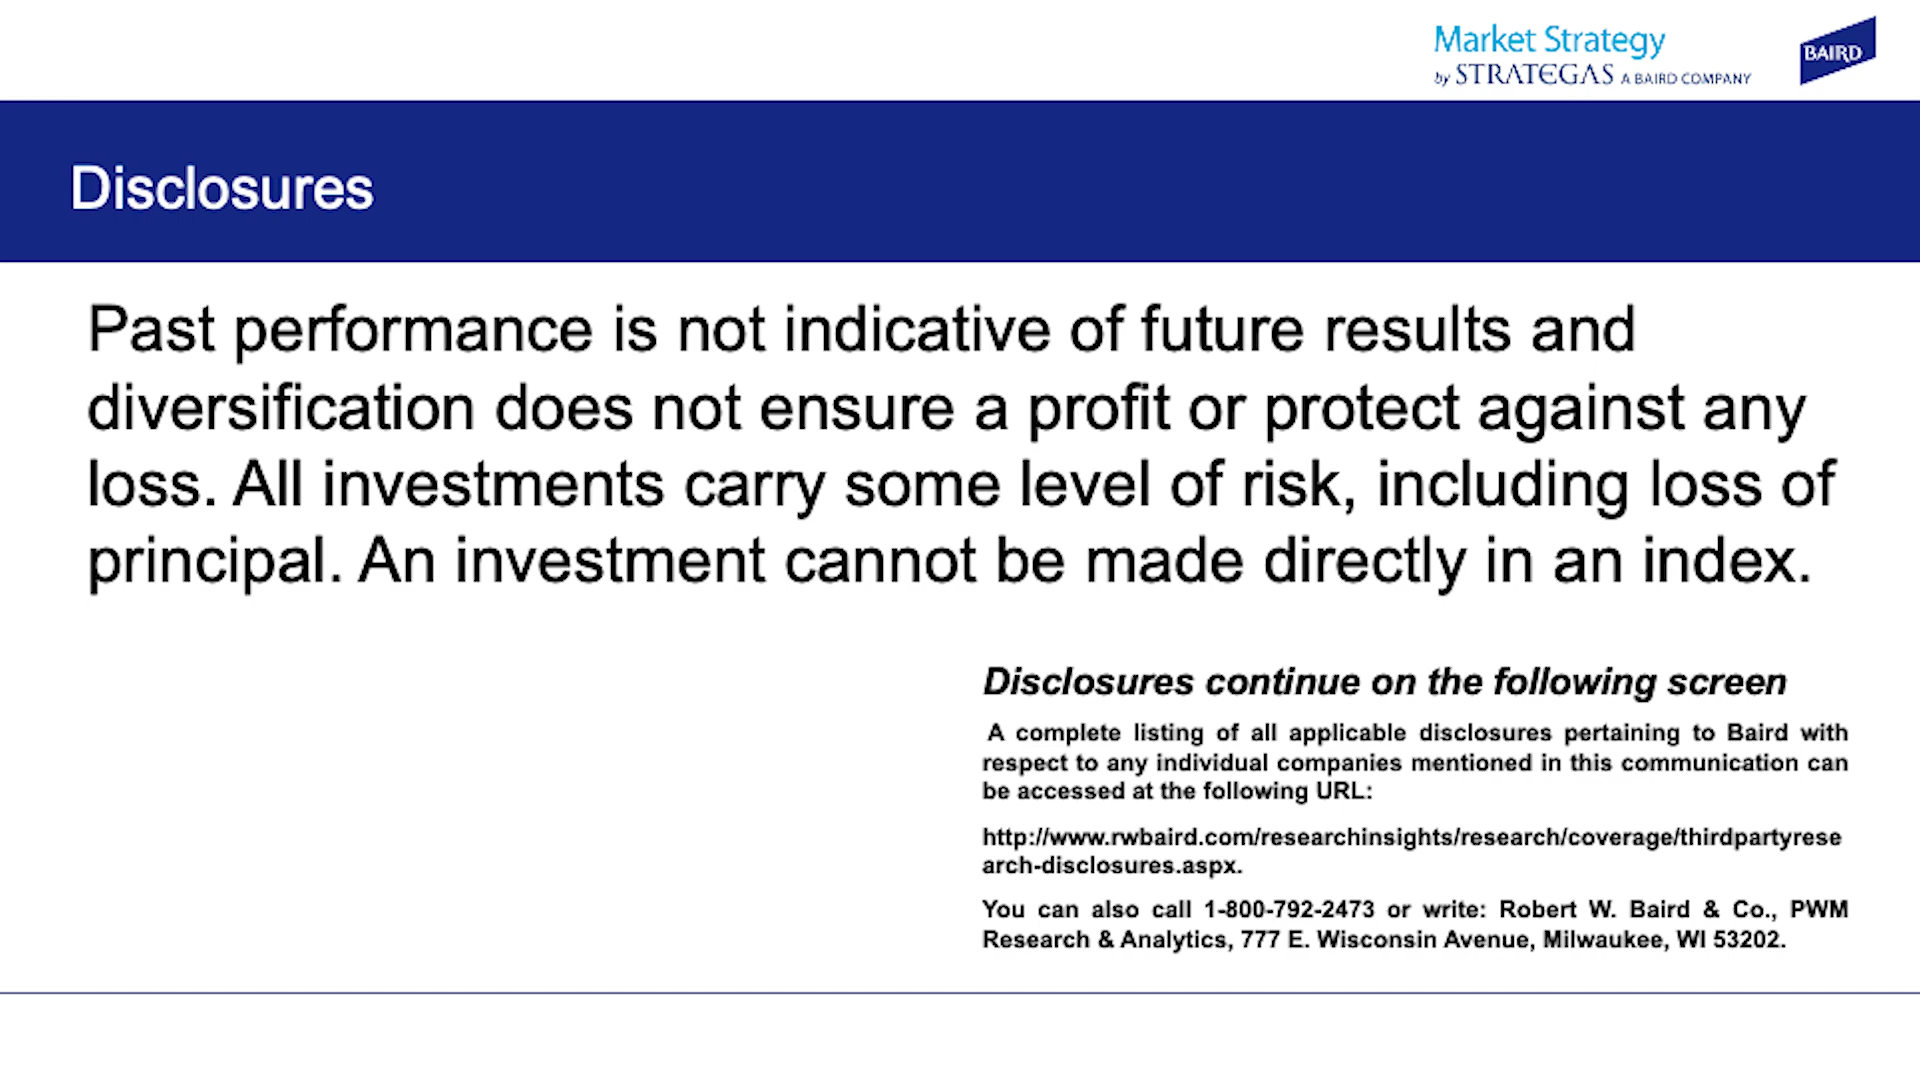 Market Strategy
by STRATEGAS A BAIRD COMPANY
BAIRD
Disclosures
Past performance is not indicative of future results and
diversification does not ensure a profit or protect against any
loss. All investments carry some level of risk, including loss of
principal. An investment cannot be made directly in an index.
Disclosures continue on the following screen
A complete listing of all applicable disclosures pertaining to Baird with
respect to any individual companies mentioned in this communication can
be accessed at the following URL:
http://www.rwbaird.com/researchinsights/research/coverage/thirdpartyrese
arch-disclosures.aspx.
You can also call 1-800-792-2473 or write: Robert W. Baird & Co., PWM
Research & Analytics, 777 E. Wisconsin Avenue, Milwaukee, WI 53202.